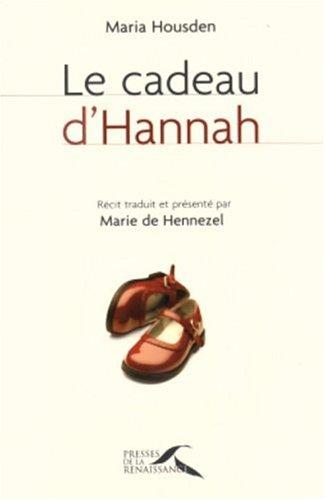 Maria Housden
Le cadeau
d'Hannah
Récit traduit et présenté par
Marie de Hennezel
PRESSES
DE LA
RENAISSANCE